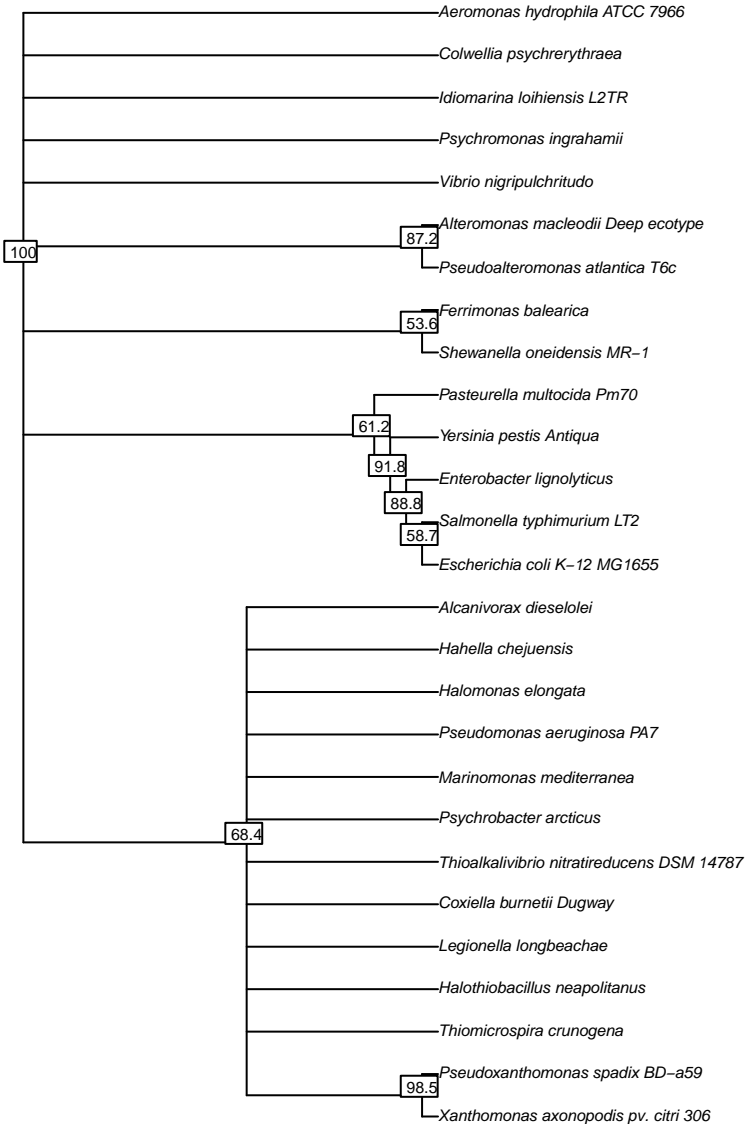 Aeromonas hydrophila ATCC 7966
Colwellia psychrerythraea
Idiomarina loihiensis L2TR
Psychromonas ingrahamii
Vibrio nigripulchritudo
Alteromonas macleodii Deep ecotype
87.2
100
Pseudoalteromonas atlantica T6c
Ferrimonas balearica
53.6
Shewanella oneidensis MR−1
Pasteurella multocida Pm70
61.2
Yersinia pestis Antiqua
91.8
Enterobacter lignolyticus
88.8
Salmonella typhimurium LT2
58.7
Escherichia coli K−12 MG1655
Alcanivorax dieselolei
Hahella chejuensis
Halomonas elongata
Pseudomonas aeruginosa PA7
Marinomonas mediterranea
Psychrobacter arcticus
68.4
Thioalkalivibrio nitratireducens DSM 14787
Coxiella burnetii Dugway
Legionella longbeachae
Halothiobacillus neapolitanus
Thiomicrospira crunogena
Pseudoxanthomonas spadix BD−a59
98.5
Xanthomonas axonopodis pv. citri 306